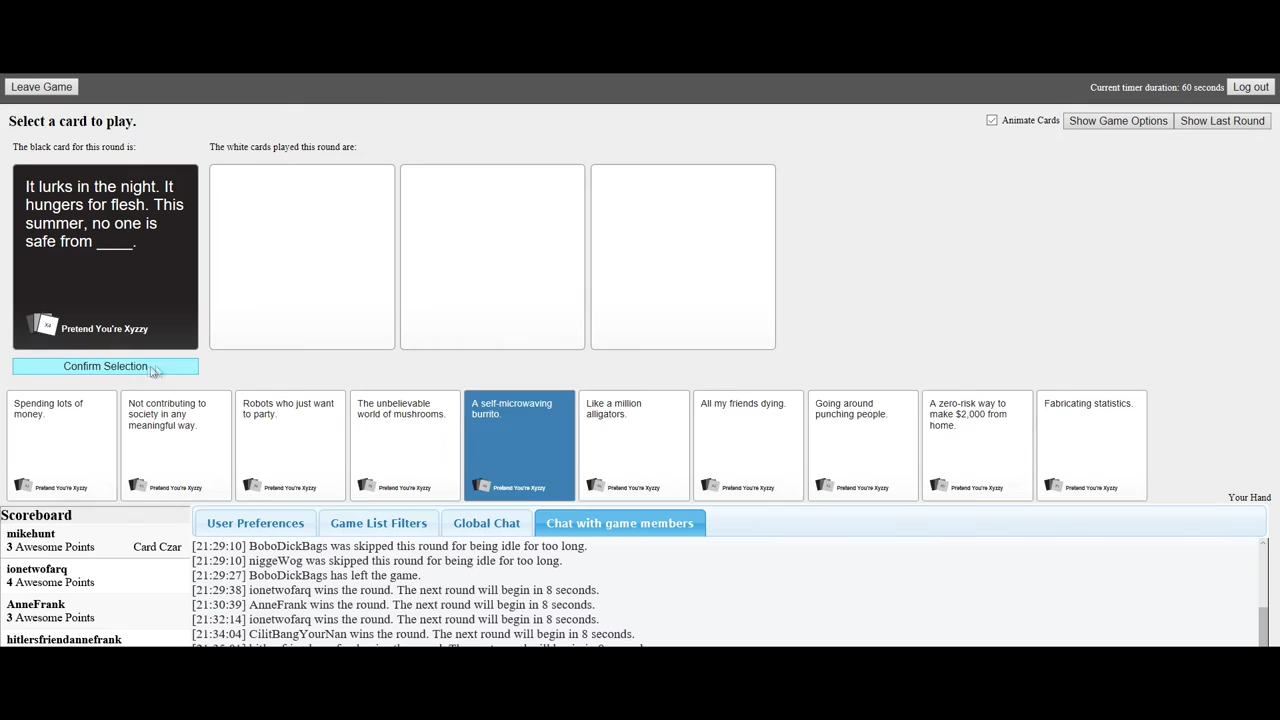 Leave Game
Current timer duration: 60 seconds
Log out
Select a card to play.
Animate Cards
Show Game Options
Show Last Round
The black card for this round is:
The white cards played this round are:
It lurks in the night. It
hungers for flesh. This
summer, no one is
safe from ____.
X4
Pretend You're Xyzzy
Confirm Selection
Spending lots of
money.
Pretend You're Xyzzy
Not contributing to
society in any
meaningful way.
Pretend You're Xyzzy
Robots who just want
to party.
Pretend You're Xyzzy
The unbelievable
world of mushrooms.
Pretend You're Xyzzy
A self-microwaving
burrito.
Pretend You're Xyzzy
Like a million
alligators.
Pretend You're Xyzzy
All my friends dying.
Pretend You're Xyzzy
Going around
punching people.
Pretend You're Xyzzy
A zero-risk way to
make $2,000 from
home.
Pretend You're Xyzzy
Fabricating statistics.
Pretend You're Xyzzy
Your Hand
Scoreboard
mikehunt
3 Awesome Points Card Czar
ionetwofarq
4 Awesome Points
AnneFrank
3 Awesome Points
hitlersfriendannefrank
User Preferences
Game List Filters
Global Chat
Chat with game members
[21:29:10] BoboDickBags was skipped this round for being idle for too long.
[21:29:10] niggeWog was skipped this round for being idle for too long.
[21:29:27] BoboDickBags has left the game.
[21:29:38] ionetwofarq wins the round. The next round will begin in 8 seconds.
[21:30:39] AnneFrank wins the round. The next round will begin in 8 seconds.
[21:32:14] ionetwofarq wins the round. The next round will begin in 8 seconds.
[21:34:04] CilitBangYourNan wins the round. The next round will begin in 8 seconds.